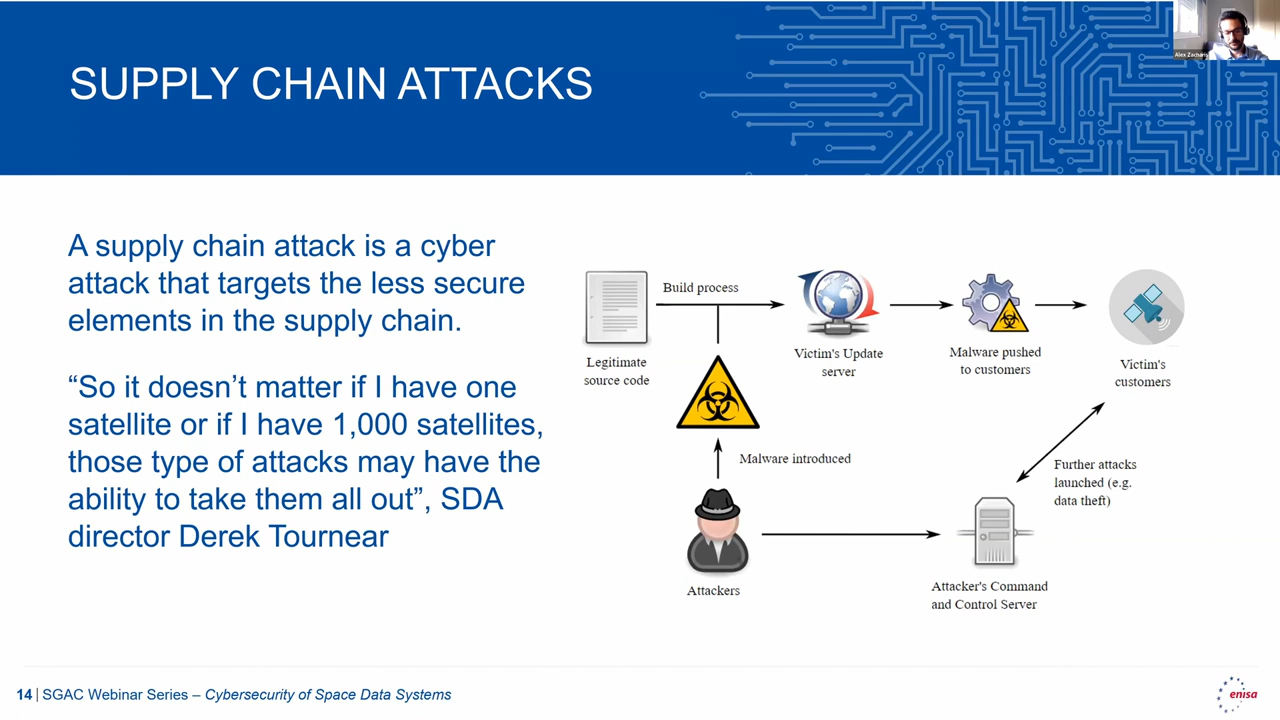 SUPPLY CHAIN ATTACKS
A supply chain attack is a cyber
attack that targets the less secure
elements in the supply chain.
“So it doesn’t matter if I have one
satellite or if I have 1,000 satellites,
those type of attacks may have the
ability to take them all out”, SDA
director Derek Tournear
Build process
Legitimate
source code
Victim's Update
server
Malware pushed
to customers
Victim's
customers
Malware introduced
Further attacks
launched (e.g.
data theft)
Attackers
Attacker's Command
and Control Server
14 | SGAC Webinar Series – Cybersecurity of Space Data Systems
enisa
Alex